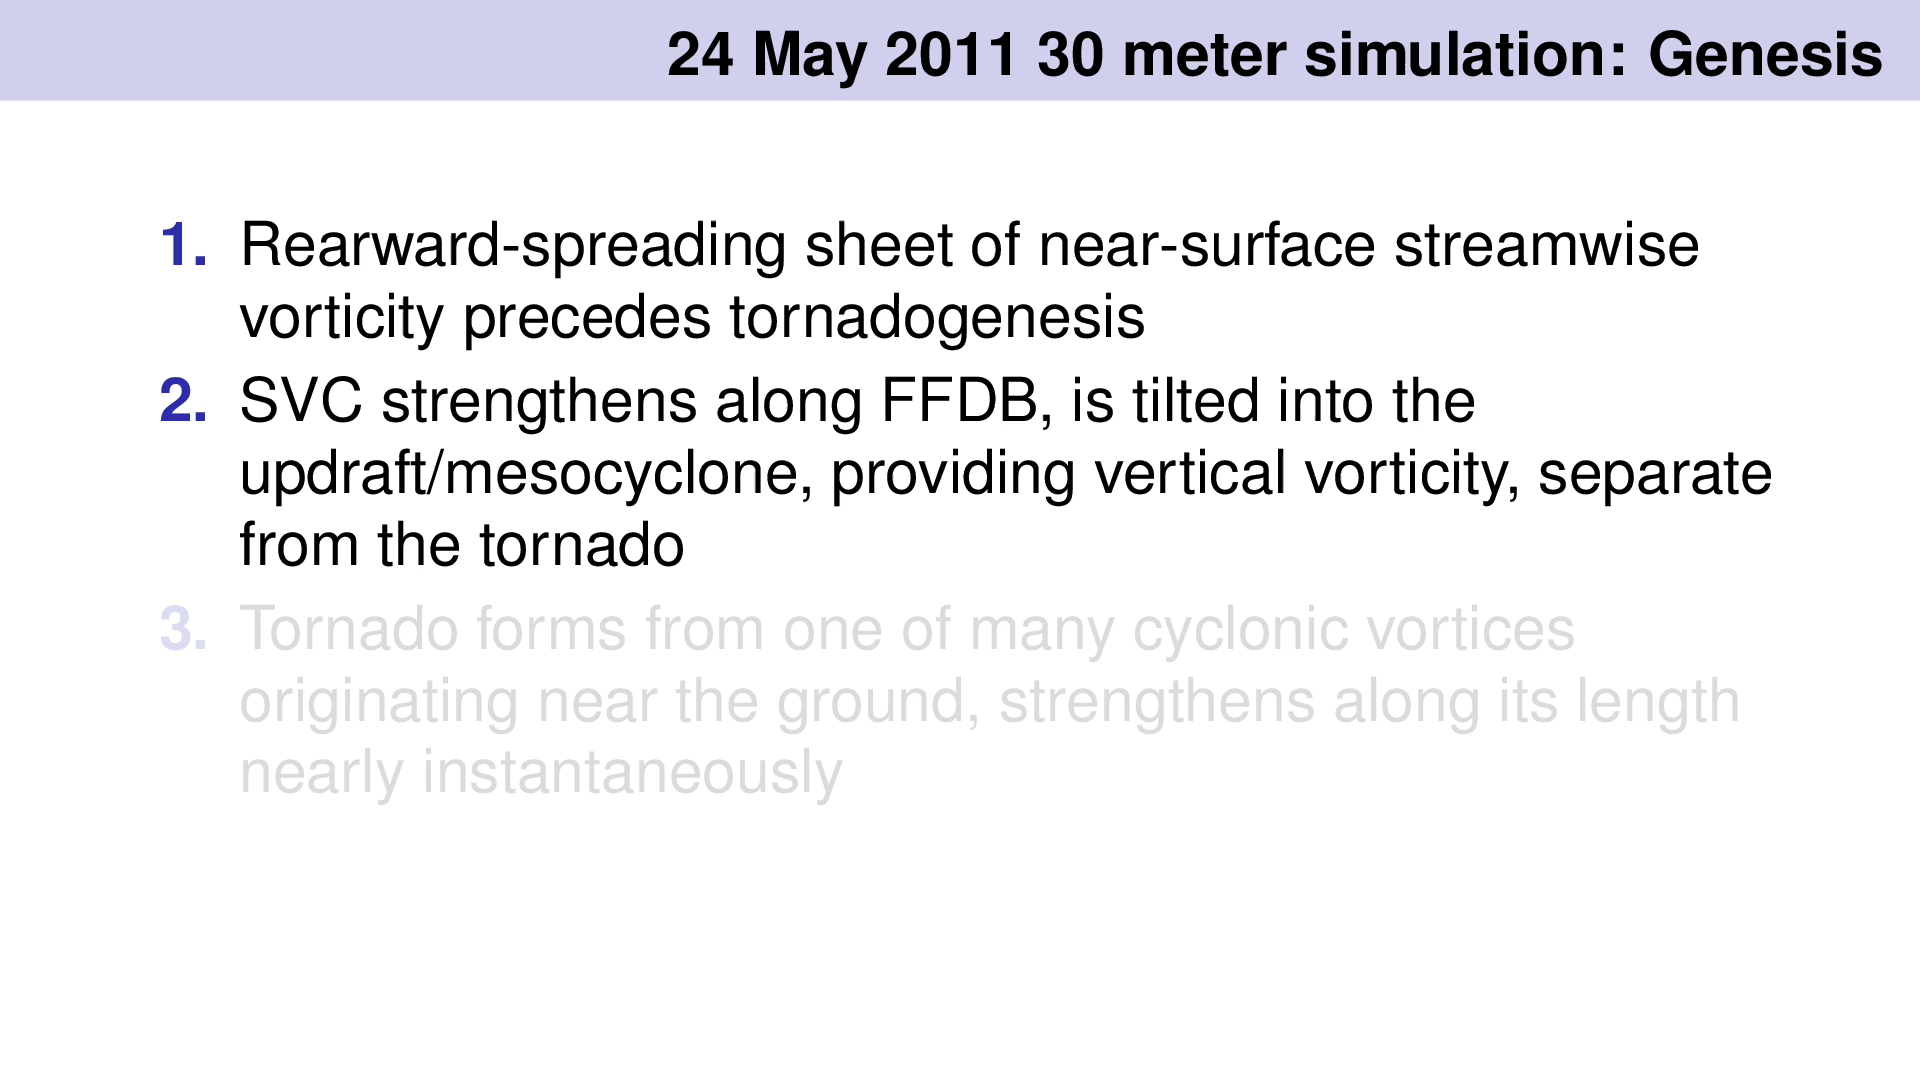 24 May 2011 30 meter simulation: Genesis
1. Rearward-spreading sheet of near-surface streamwise
vorticity precedes tornadogenesis
2. SVC strengthens along FFDB, is tilted into the
updraft/mesocyclone, providing vertical vorticity, separate
from the tornado
3. Tornado forms from one of many cyclonic vortices
originating near the ground, strengthens along its length
nearly instantaneously